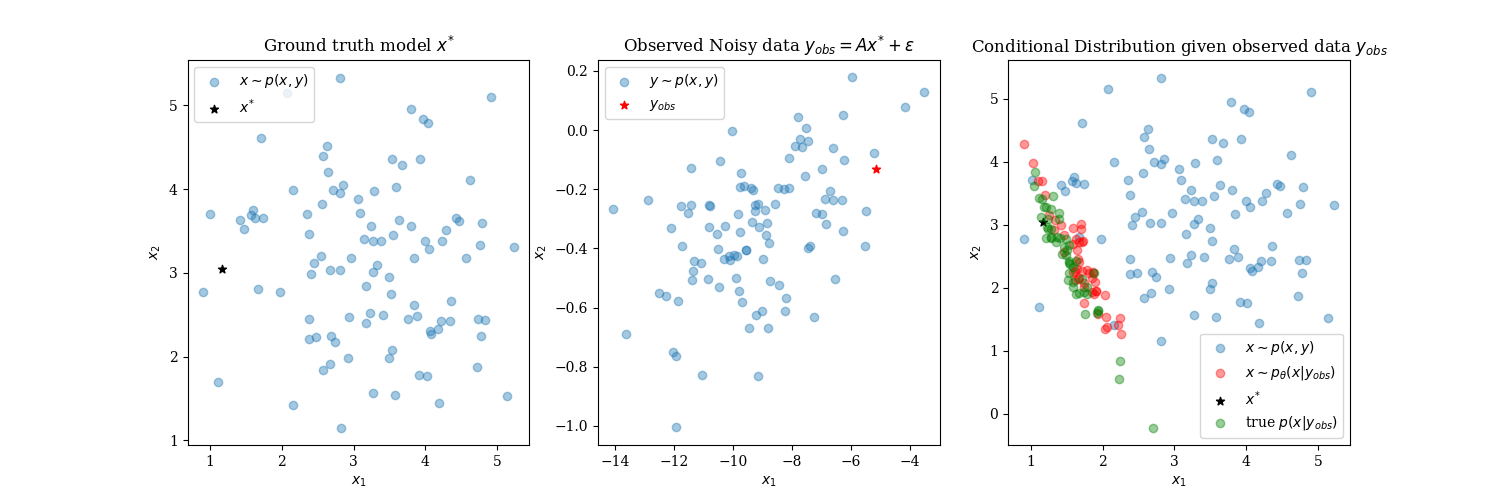 Ground truth model x*
x ~ p(x, y)
x*
5
4
3
2
1
x₂
1
2
3
4
5
x₁
Observed Noisy data y_obs = Ax* + ε
y ~ p(x, y)
y_obs
0.2
0.0
−0.2
−0.4
−0.6
−0.8
−1.0
x₂
−14
−12
−10
−8
−6
−4
x₁
Conditional Distribution given observed data y_obs
5
4
3
2
1
0
x₂
x ~ p(x, y)
x ~ p_θ(x|y_obs)
x*
true p(x|y_obs)
1
2
3
4
5
x₁